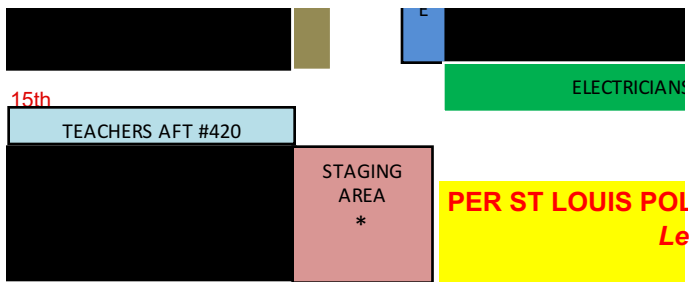 E
ELECTRICIANS
15th
TEACHERS AFT #420
STAGING
AREA
*
PER ST LOUIS POL
Le